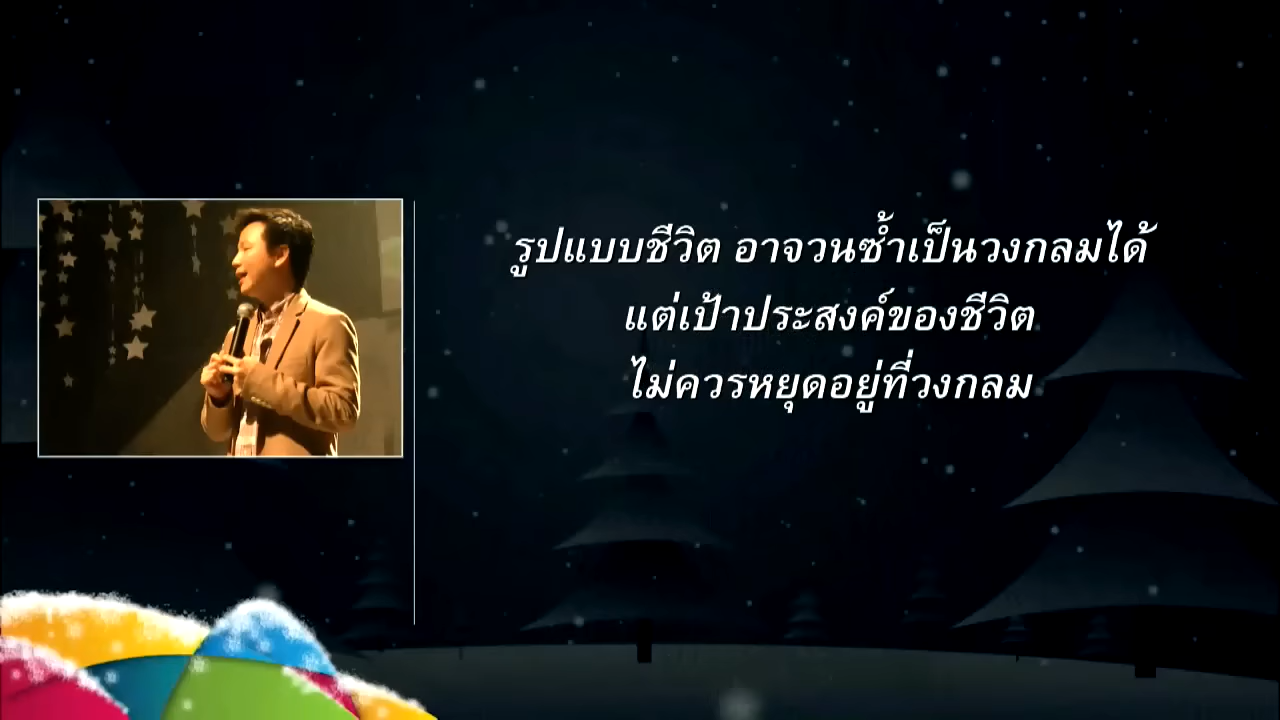 รูปแบบชีวิต อาจวนซ้ำเป็นวงกลมได้
แต่เป้าประสงค์ของชีวิต
ไม่ควรหยุดอยู่ที่วงกลม